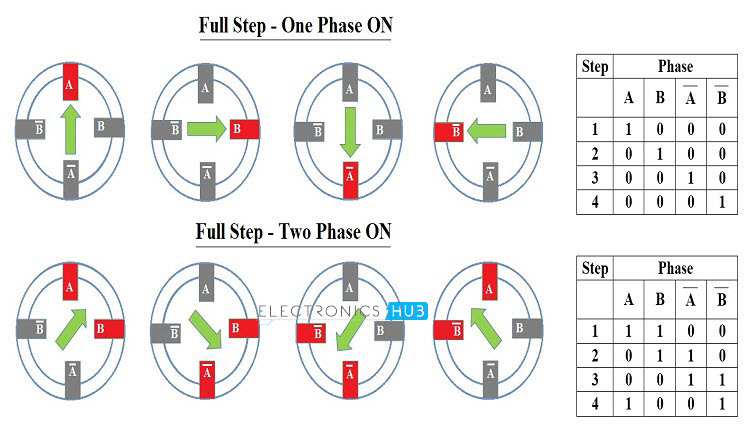 Full Step - One Phase ON
A A A A
B̅ B B̅ B B̅ B B̅ B
A̅ A̅ A̅ A̅
Step Phase
A B A̅ B̅
1 1 0 0 0
2 0 1 0 0
3 0 0 1 0
4 0 0 0 1
Full Step - Two Phase ON
A A A A
ELECTRONICS HUB
B̅ B B̅ B B̅ B B̅ B
A̅ A̅ A̅ A̅
Step Phase
A B A̅ B̅
1 1 1 0 0
2 0 1 1 0
3 0 0 1 1
4 1 0 0 1